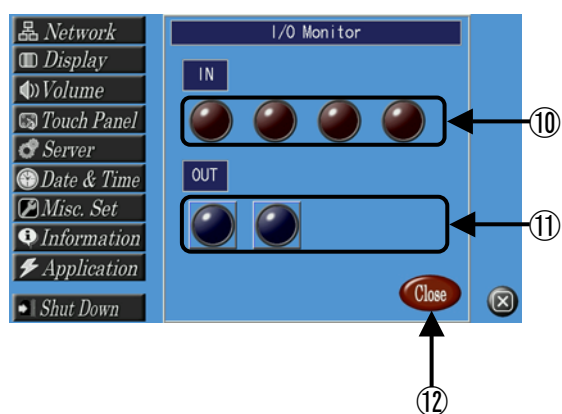 Network
Display
Volume
Touch Panel
Server
Date & Time
Misc. Set
Information
Application
Shut Down
I/O Monitor
IN
⑩
OUT
⑪
Close
⑫